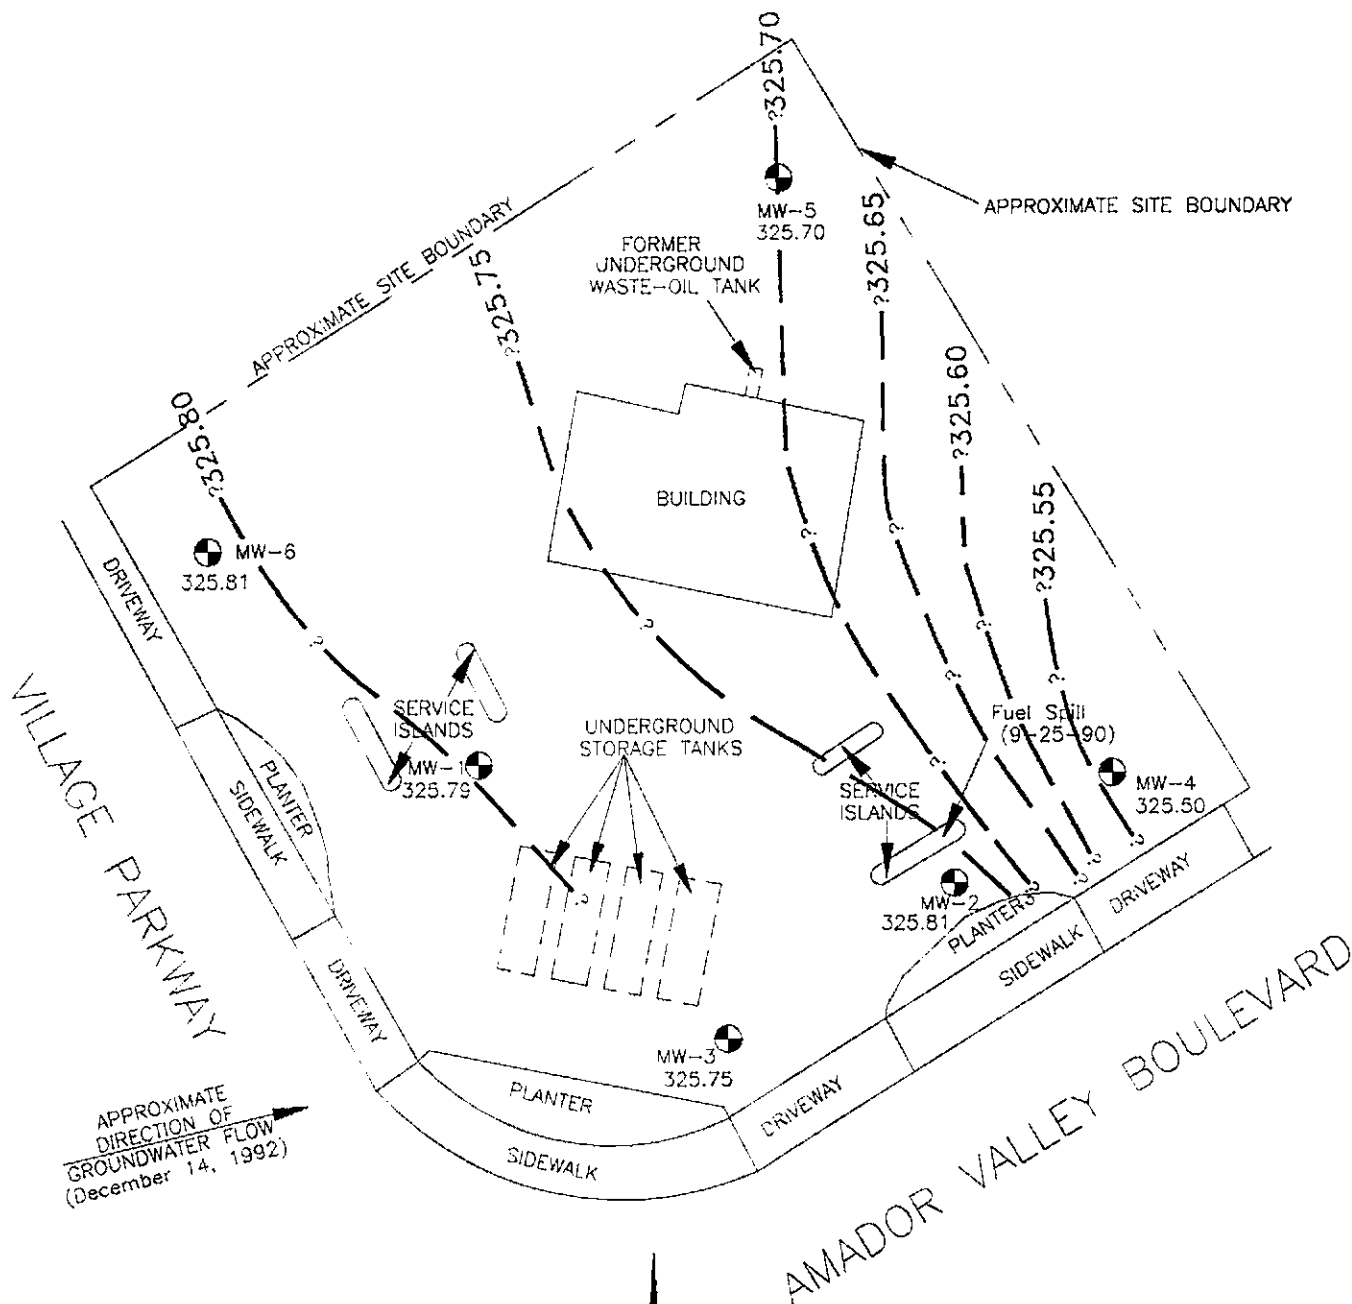 ?325.70
APPROXIMATE SITE BOUNDARY
MW-5
325.70
?325.65
APPROXIMATE SITE BOUNDARY
FORMER
UNDERGROUND
WASTE-OIL TANK
?325.75
?325.60
?325.80
BUILDING
?325.55
MW-6
325.81
DRIVEWAY
?
?
?
?
?
?
SERVICE
ISLANDS
UNDERGROUND
STORAGE TANKS
Fuel Spill
(9-25-90)
MW-1
325.79
?
MW-4
325.50
SERVICE
ISLANDS
PLANTER
SIDEWALK
VILLAGE PARKWAY
?
?
?
?
?
?
MW-2
325.81
PLANTER
SIDEWALK
DRIVEWAY
DRIVEWAY
MW-3
325.75
PLANTER
DRIVEWAY
SIDEWALK
AMADOR VALLEY BOULEVARD
APPROXIMATE
DIRECTION OF
GROUNDWATER FLOW
(December 14, 1992)